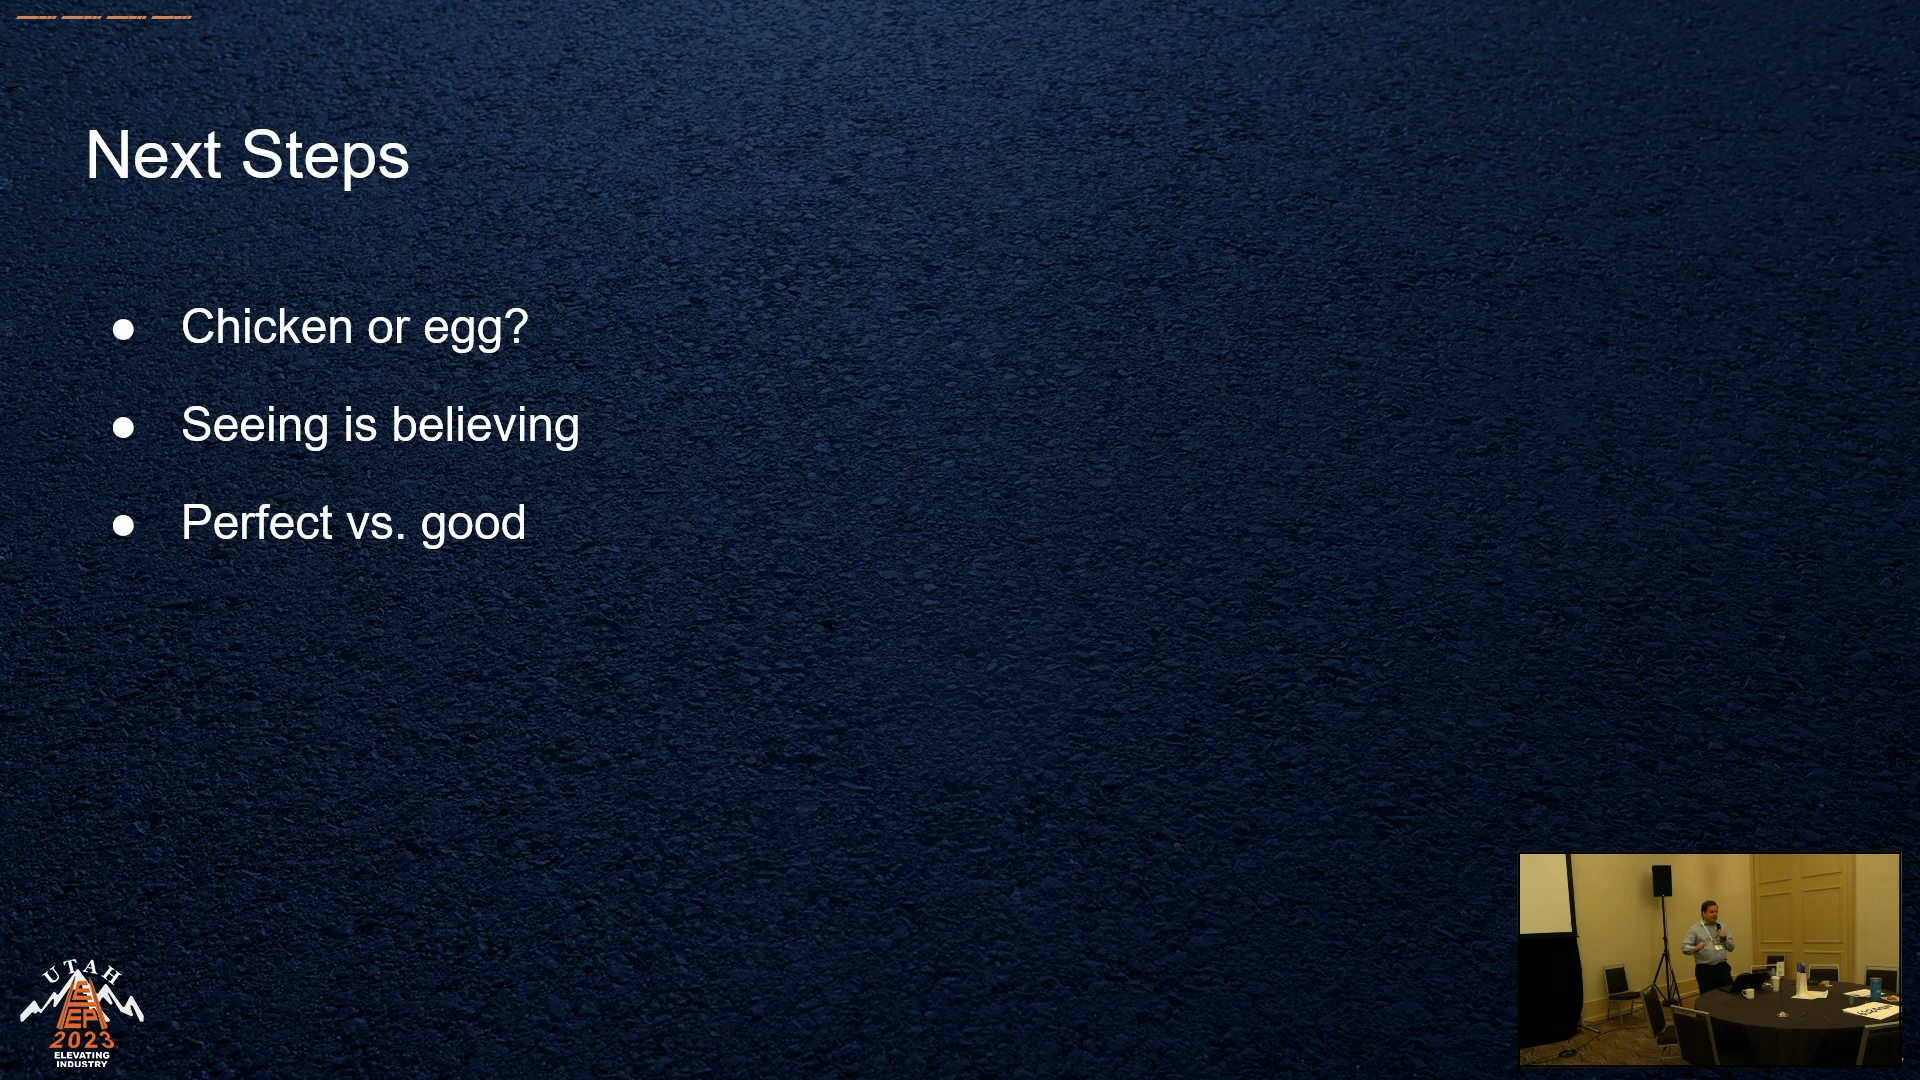 Next Steps
● Chicken or egg?
● Seeing is believing
● Perfect vs. good
UTAH
2023
ELEVATING
INDUSTRY